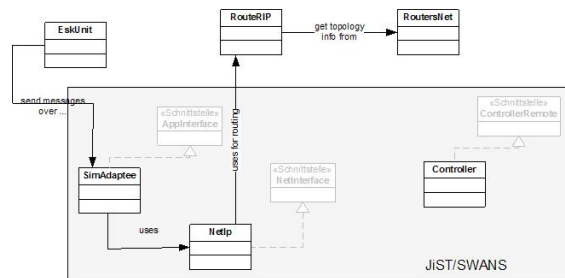 EskUnit
RouteRIP
RoutersNet
get topology
info from
send messages
over ...
«Schnittstelle»
AppInterface
«Schnittstelle»
ControllerRemote
uses for routing
«Schnittstelle»
NetInterface
SimAdaptee
Controller
uses
NetIp
JiST/SWANS